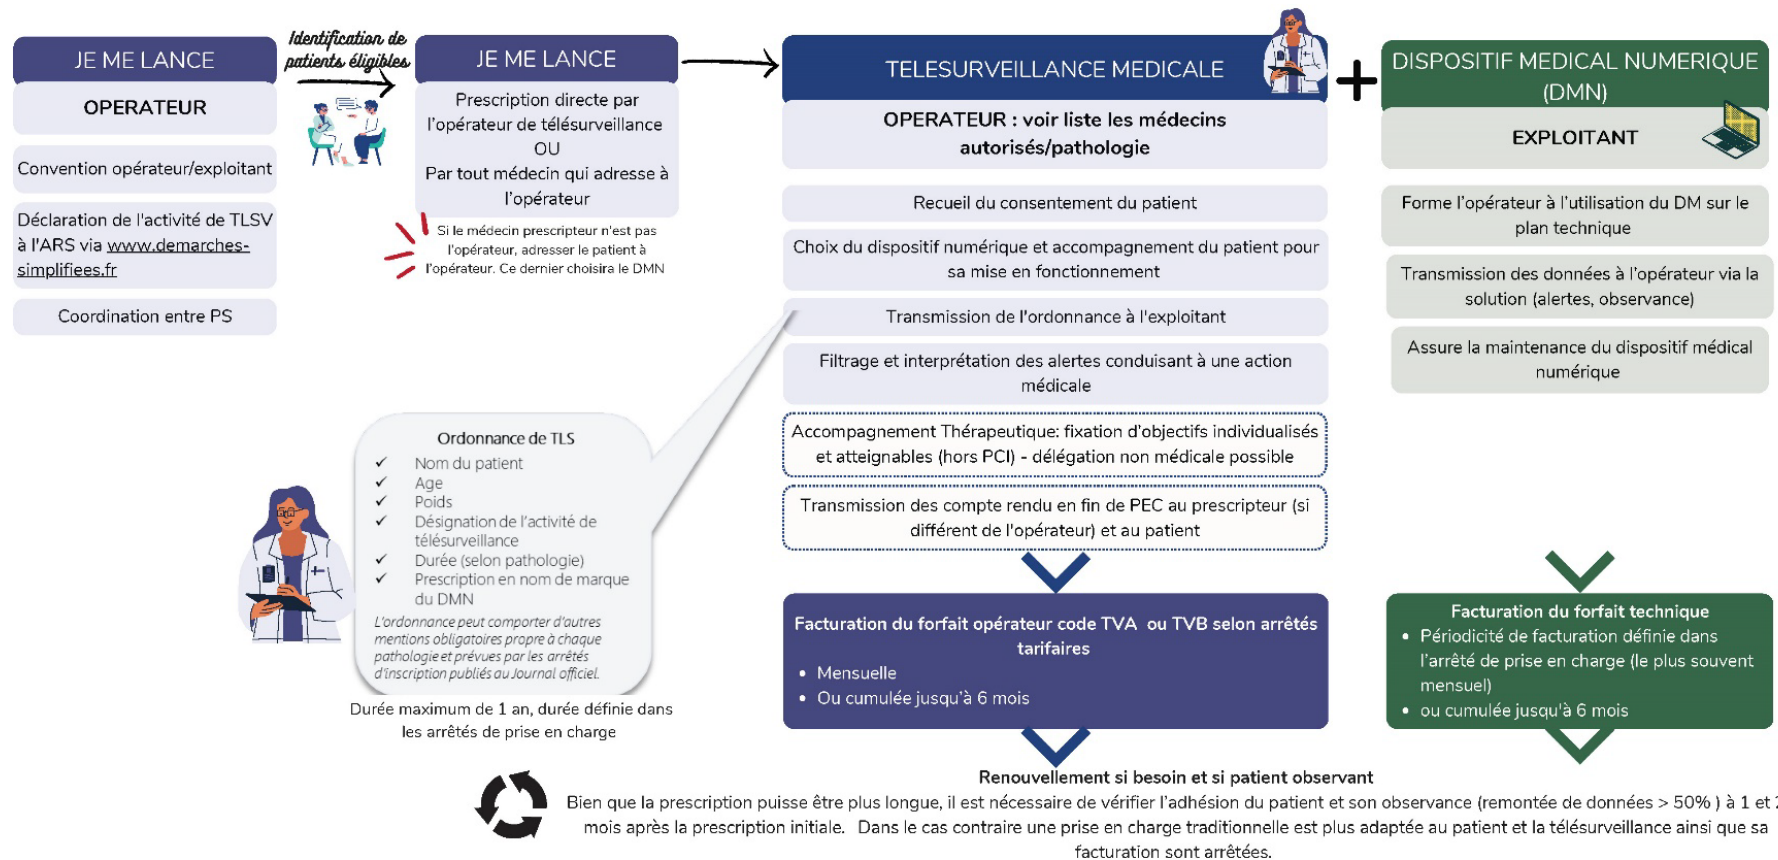 JE ME LANCE
OPERATEUR
Convention opérateur/exploitant
Déclaration de l'activité de TLSV
à l'ARS via www.demarches-
simplifiees.fr
Coordination entre PS
Identification de
patients éligibles
JE ME LANCE
Prescription directe par
l'opérateur de télésurveillance
OU
Par tout médecin qui adresse à
l'opérateur
Si le médecin prescripteur n'est pas
l'opérateur, adresser le patient à
l'opérateur. Ce dernier choisira le DMN
TELESURVEILLANCE MEDICALE
OPERATEUR : voir liste les médecins
autorisés/pathologie
Recueil du consentement du patient
Choix du dispositif numérique et accompagnement du patient pour
sa mise en fonctionnement
Transmission de l'ordonnance à l'exploitant
Filtrage et interprétation des alertes conduisant à une action
médicale
Accompagnement Thérapeutique: fixation d'objectifs individualisés
et atteignables (hors PCI) - délégation non médicale possible
Transmission des compte rendu en fin de PEC au prescripteur (si
différent de l'opérateur) et au patient
Facturation du forfait opérateur code TVA ou TVB selon arrêtés
tarifaires
• Mensuelle
• Ou cumulée jusqu'à 6 mois
DISPOSITIF MEDICAL NUMERIQUE
(DMN)
EXPLOITANT
Forme l'opérateur à l'utilisation du DM sur le
plan technique
Transmission des données à l'opérateur via la
solution (alertes, observance)
Assure la maintenance du dispositif médical
numérique
Facturation du forfait technique
• Périodicité de facturation définie dans
l'arrêté de prise en charge (le plus souvent
mensuel)
• ou cumulée jusqu'à 6 mois
Ordonnance de TLS
✓ Nom du patient
✓ Age
✓ Poids
✓ Désignation de l'activité de
télésurveillance
✓ Durée (selon pathologie)
✓ Prescription en nom de marque
du DMN
L'ordonnance peut comporter d'autres
mentions obligatoires propre à chaque
pathologie et prévues par les arrêtés
d'inscription publiés au Journal officiel.
Durée maximum de 1 an, durée définie dans
les arrêtés de prise en charge
Renouvellement si besoin et si patient observant
Bien que la prescription puisse être plus longue, il est nécessaire de vérifier l'adhésion du patient et son observance (remontée de données > 50% ) à 1 et 2
mois après la prescription initiale. Dans le cas contraire une prise en charge traditionnelle est plus adaptée au patient et la télésurveillance ainsi que sa
facturation sont arrêtées.